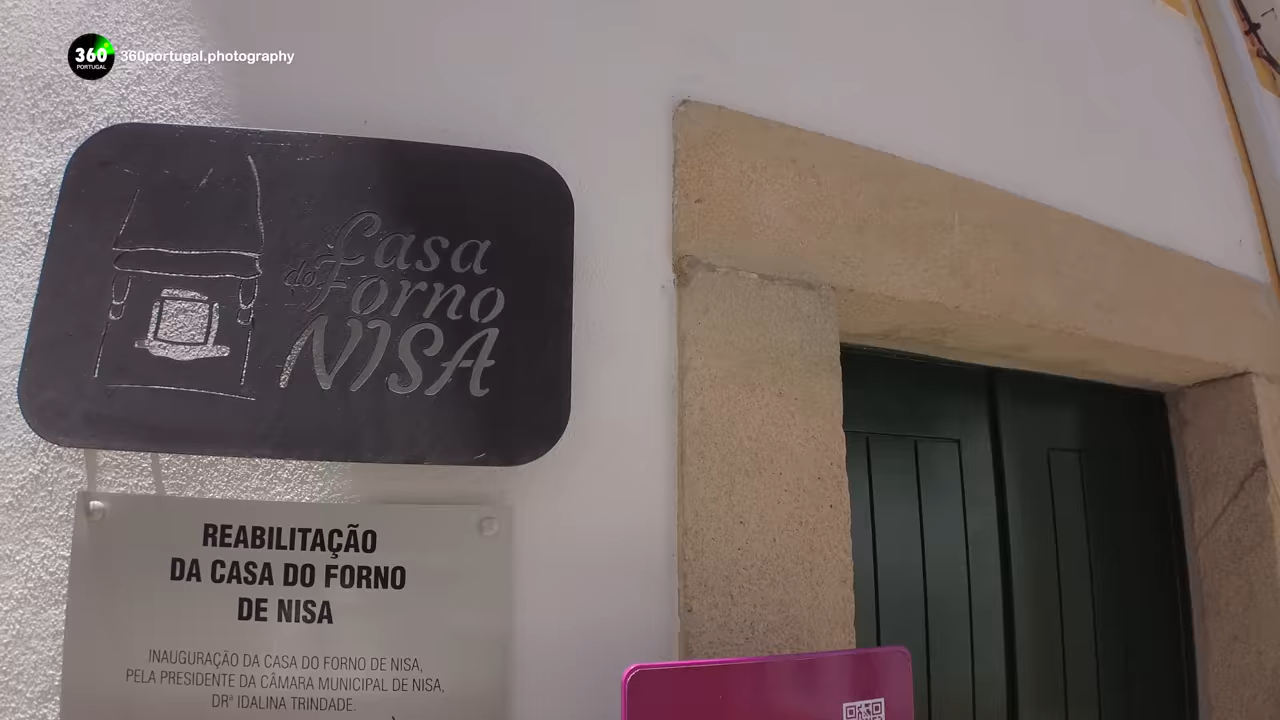 360
PORTUGAL
360portugal.photography
Casa
do Forno
NISA
REABILITAÇÃO
DA CASA DO FORNO
DE NISA
INAUGURAÇÃO DA CASA DO FORNO DE NISA,
PELA PRESIDENTE DA CÂMARA MUNICIPAL DE NISA,
DRª IDALINA TRINDADE.